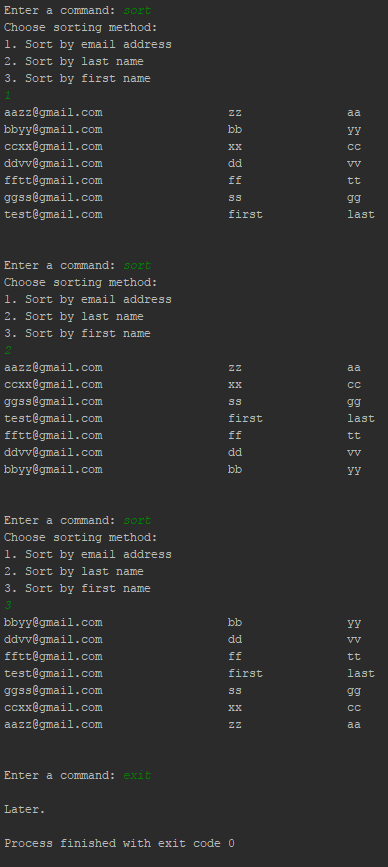 Enter a command: sort
Choose sorting method:
1. Sort by email address
2. Sort by last name
3. Sort by first name
1
aazz@gmail.com zz aa
bbyy@gmail.com bb yy
ccxx@gmail.com xx cc
ddvv@gmail.com dd vv
fftt@gmail.com ff tt
ggss@gmail.com ss gg
test@gmail.com first last
Enter a command: sort
Choose sorting method:
1. Sort by email address
2. Sort by last name
3. Sort by first name
2
aazz@gmail.com zz aa
ccxx@gmail.com xx cc
ggss@gmail.com ss gg
test@gmail.com first last
fftt@gmail.com ff tt
ddvv@gmail.com dd vv
bbyy@gmail.com bb yy
Enter a command: sort
Choose sorting method:
1. Sort by email address
2. Sort by last name
3. Sort by first name
3
bbyy@gmail.com bb yy
ddvv@gmail.com dd vv
fftt@gmail.com ff tt
test@gmail.com first last
ggss@gmail.com ss gg
ccxx@gmail.com xx cc
aazz@gmail.com zz aa
Enter a command: exit
Later.
Process finished with exit code 0